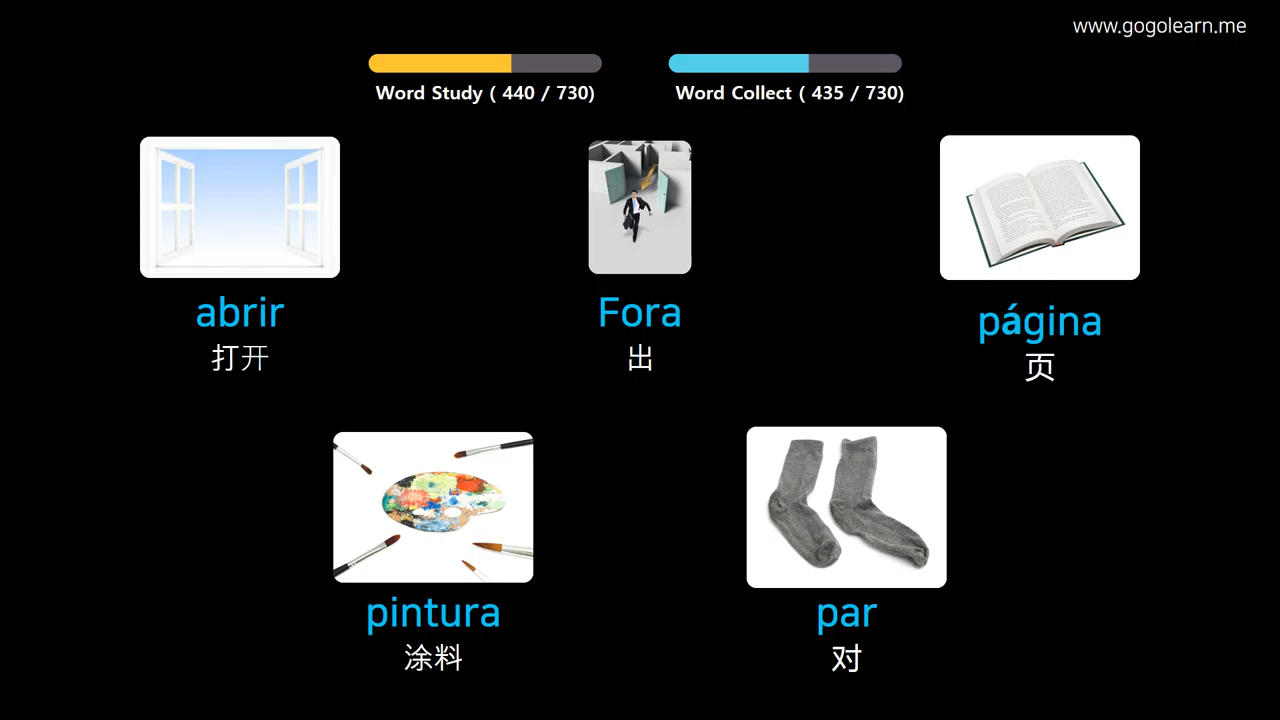 www.gogolearn.me
Word Study ( 440 / 730)
Word Collect ( 435 / 730)
abrir
打开
Fora
出
página
页
pintura
涂料
par
对